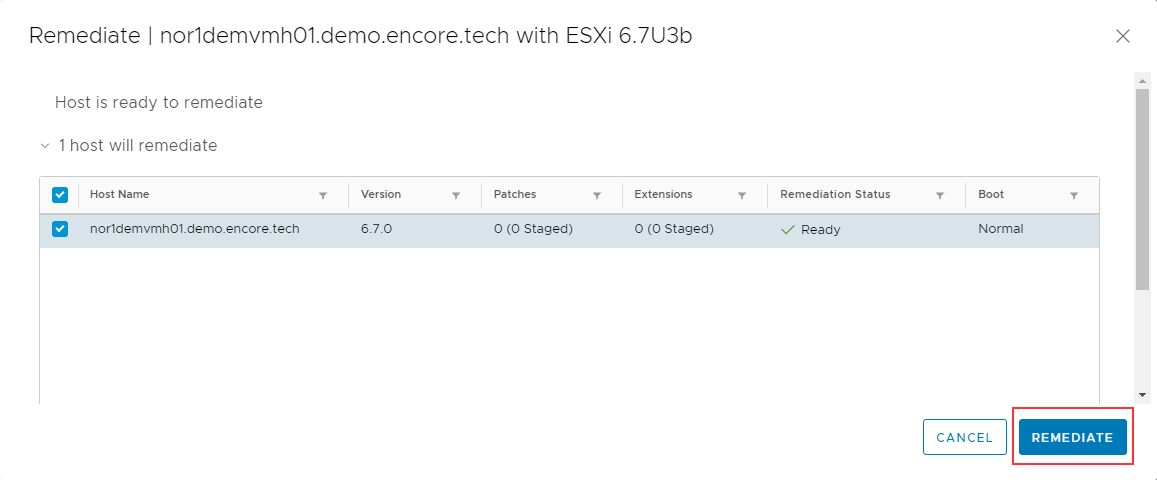 Remediate | nor1demvmh01.demo.encore.tech with ESXi 6.7U3b
Host is ready to remediate
1 host will remediate
Host Name Version Patches Extensions Remediation Status Boot
nor1demvmh01.demo.encore.tech 6.7.0 0 (0 Staged) 0 (0 Staged) Ready Normal
CANCEL REMEDIATE